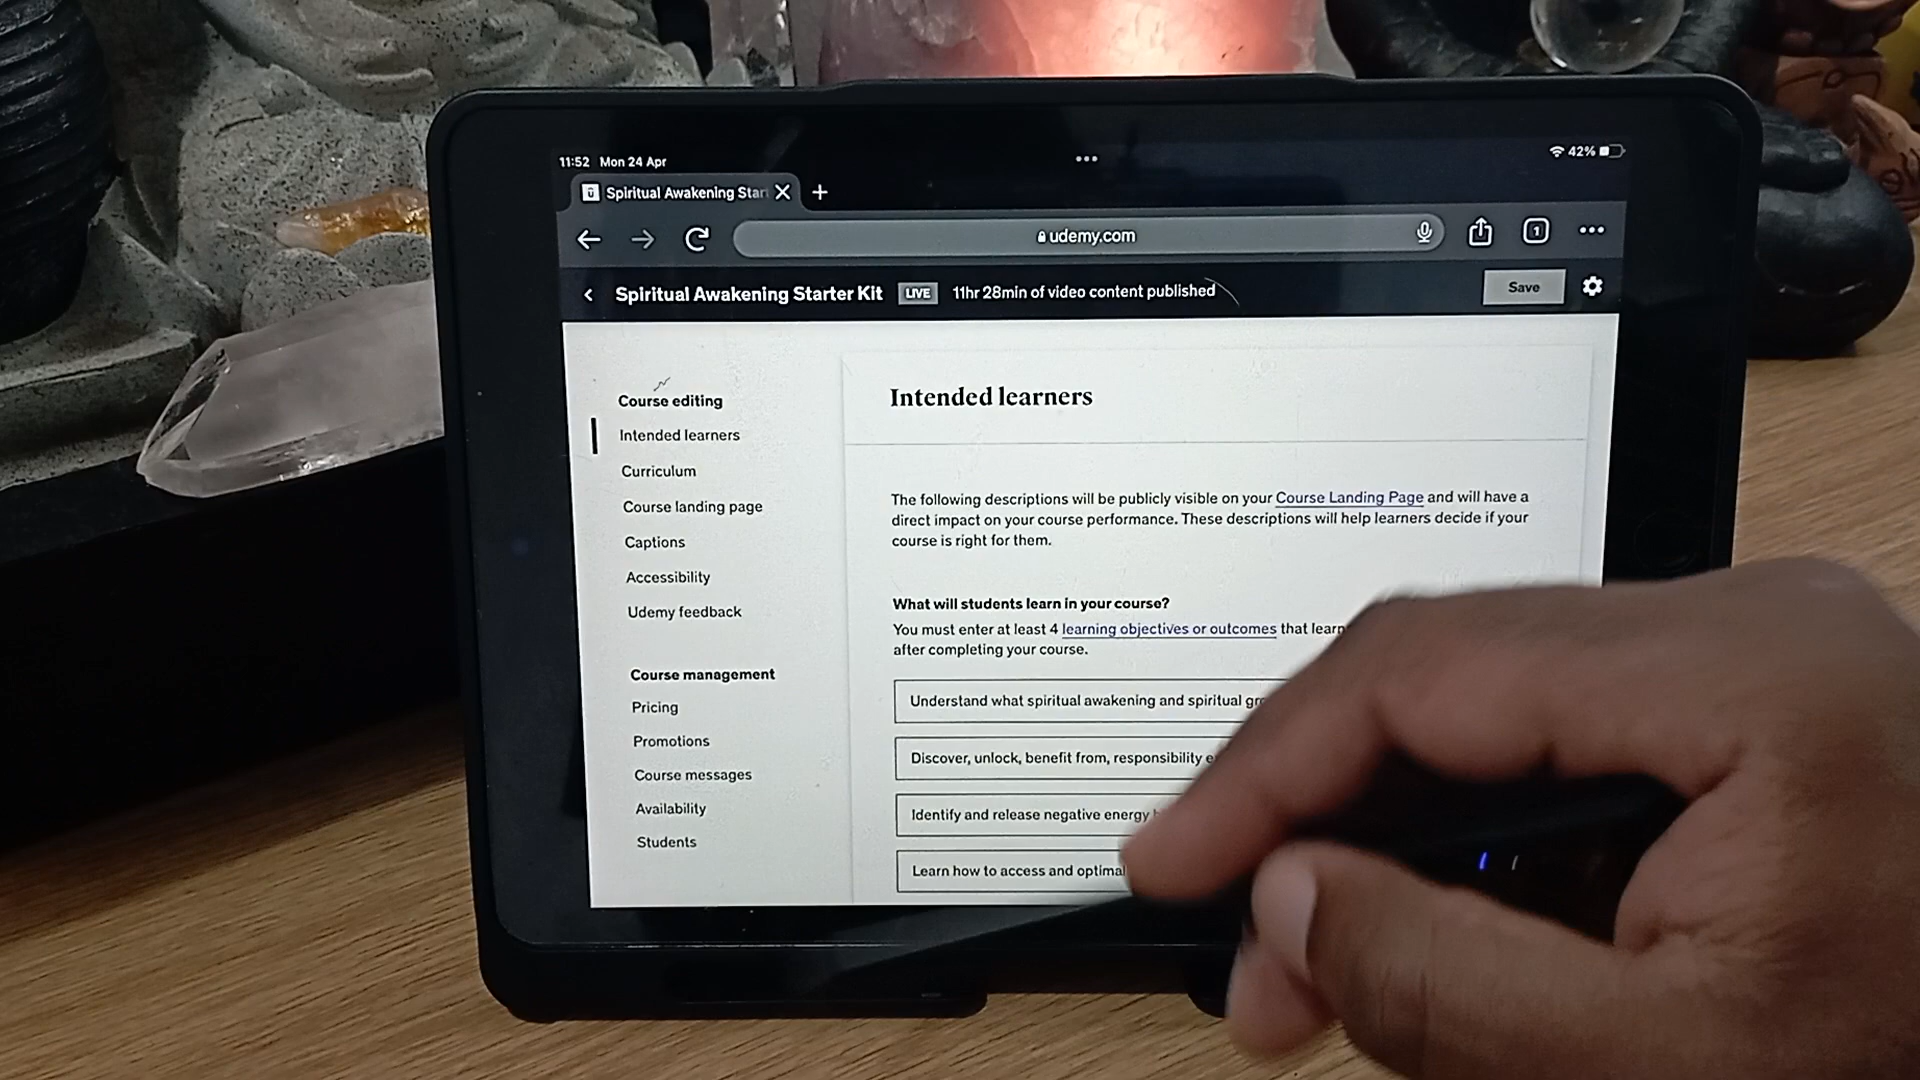 11:52 Mon 24 Apr
42%
Spiritual Awakening Star
udemy.com
1
Spiritual Awakening Starter Kit LIVE 11hr 28min of video content published
Save
Course editing
Intended learners
Curriculum
Course landing page
Captions
Accessibility
Udemy feedback
Course management
Pricing
Promotions
Course messages
Availability
Students
Intended learners
The following descriptions will be publicly visible on your Course Landing Page and will have a
direct impact on your course performance. These descriptions will help learners decide if your
course is right for them.
What will students learn in your course?
You must enter at least 4 learning objectives or outcomes that learn
after completing your course.
Understand what spiritual awakening and spiritual
Discover, unlock, benefit from, responsibility
Identify and release negative energy
Learn how to access and optimal